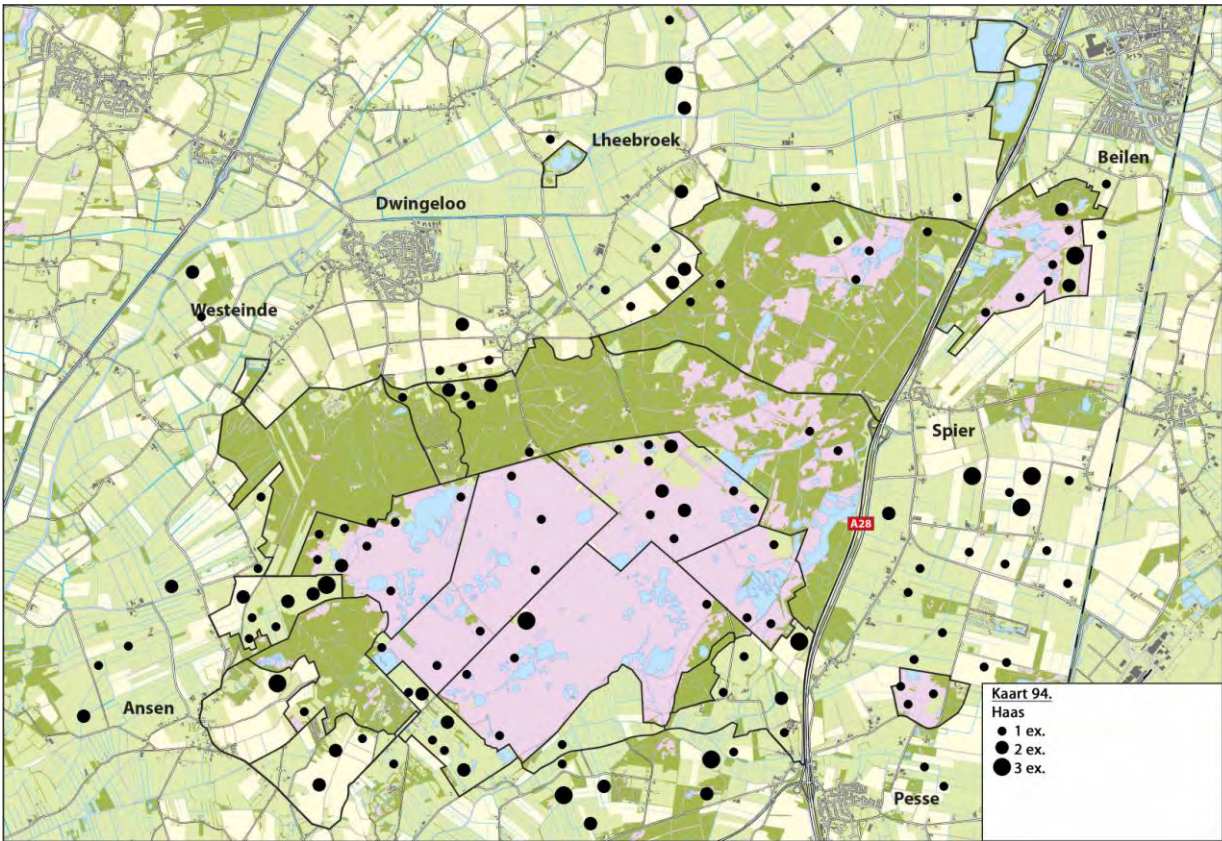 Lheebroek
Beilen
Dwingeloo
Westeinde
Spier
A28
Ansen
Pesse
Kaart 94.
Haas
1 ex.
2 ex.
3 ex.